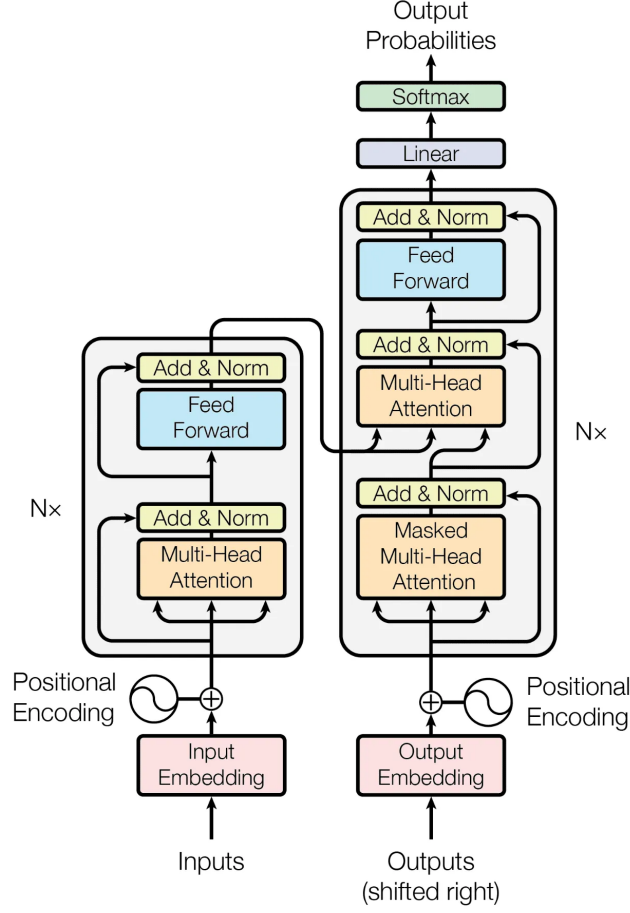 Output
Probabilities
Softmax
Linear
Add & Norm
Feed
Forward
Add & Norm
Multi-Head
Attention
Add & Norm
Masked
Multi-Head
Attention
N×
Add & Norm
Feed
Forward
Add & Norm
Multi-Head
Attention
N×
Positional
Encoding
Positional
Encoding
Input
Embedding
Output
Embedding
Inputs
Outputs
(shifted right)